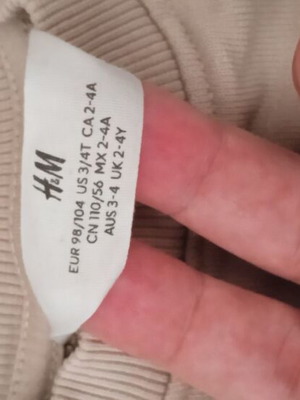 H&M
EUR 98/104 US 3/4T CA 2-4A
CN 110/56 MX 2-4A
AUS 3-4 UK 2-4Y